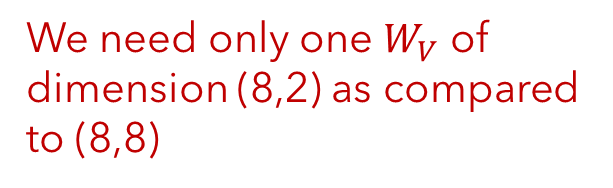 We need only one W_V of
dimension (8,2) as compared
to (8,8)